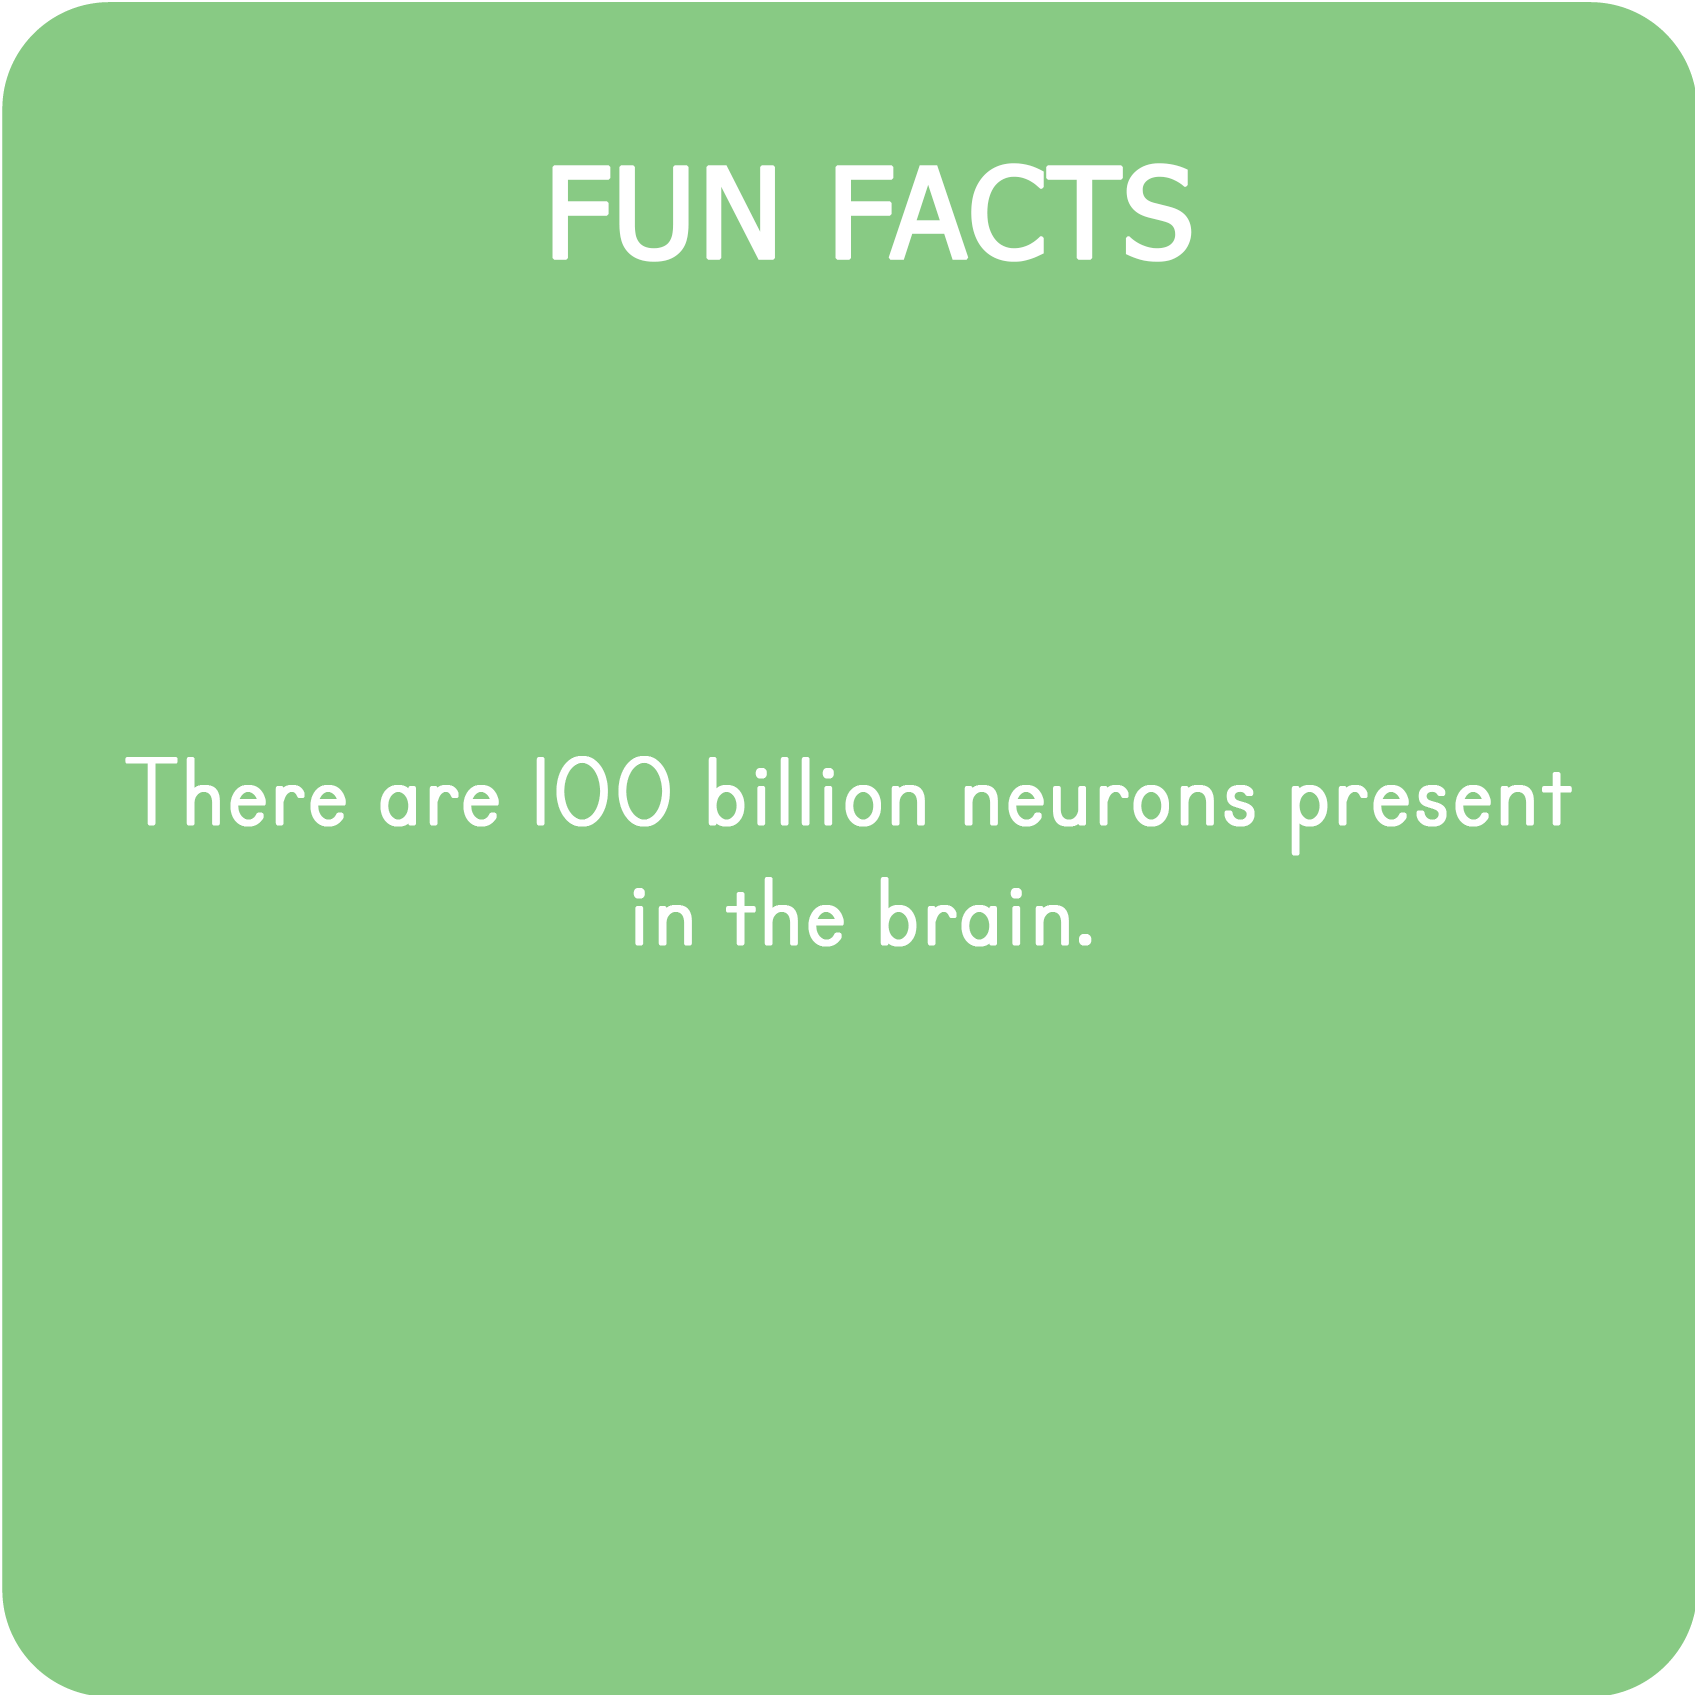 FUN FACTS
There are 100 billion neurons present
in the brain.